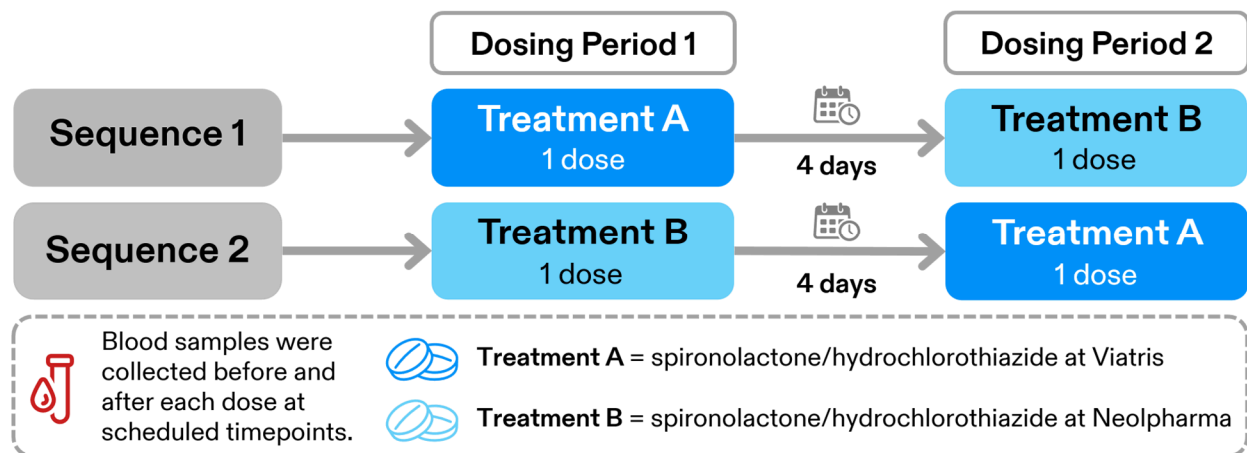 Dosing Period 1
Dosing Period 2
Sequence 1
Treatment A
1 dose
4 days
Treatment B
1 dose
Sequence 2
Treatment B
1 dose
4 days
Treatment A
1 dose
Blood samples were
collected before and
after each dose at
scheduled timepoints.
Treatment A = spironolactone/hydrochlorothiazide at Viatris
Treatment B = spironolactone/hydrochlorothiazide at Neolpharma